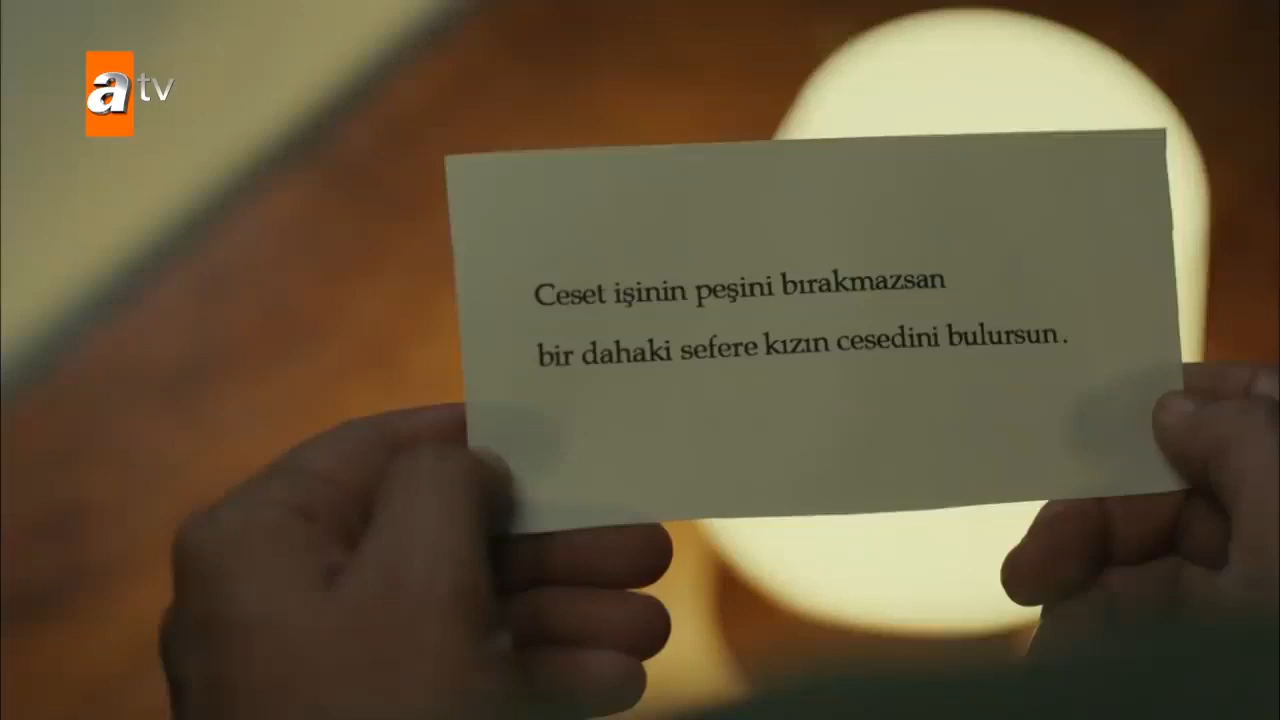 atv
Ceset işinin peşini bırakmazsan
bir dahaki sefere kızın cesedini bulursun.